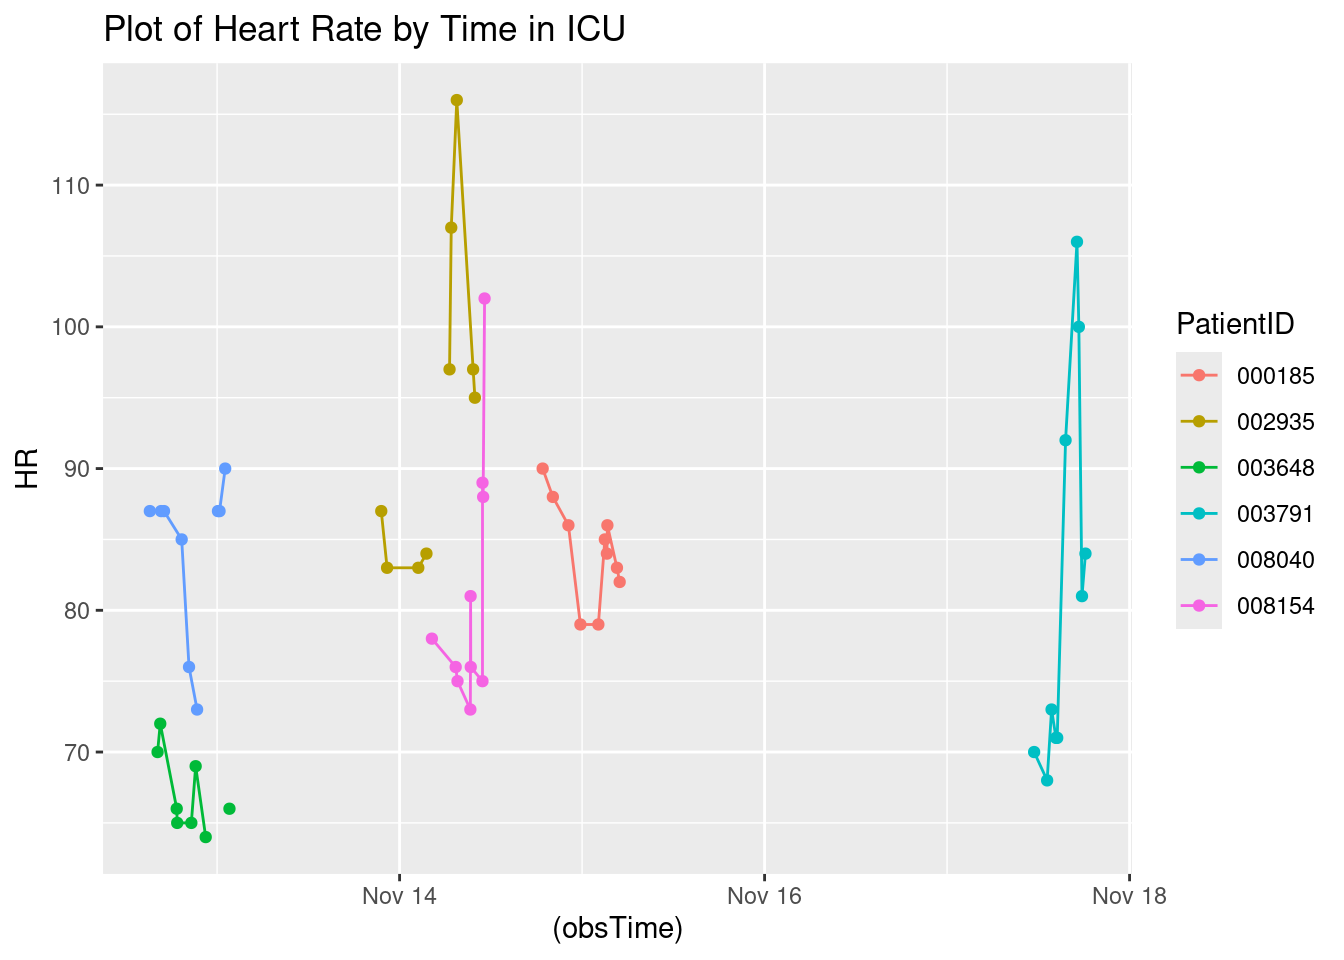 Plot of Heart Rate by Time in ICU
110
100
90
80
70
HR
Nov 14
Nov 16
Nov 18
(obsTime)
PatientID
000185
002935
003648
003791
008040
008154